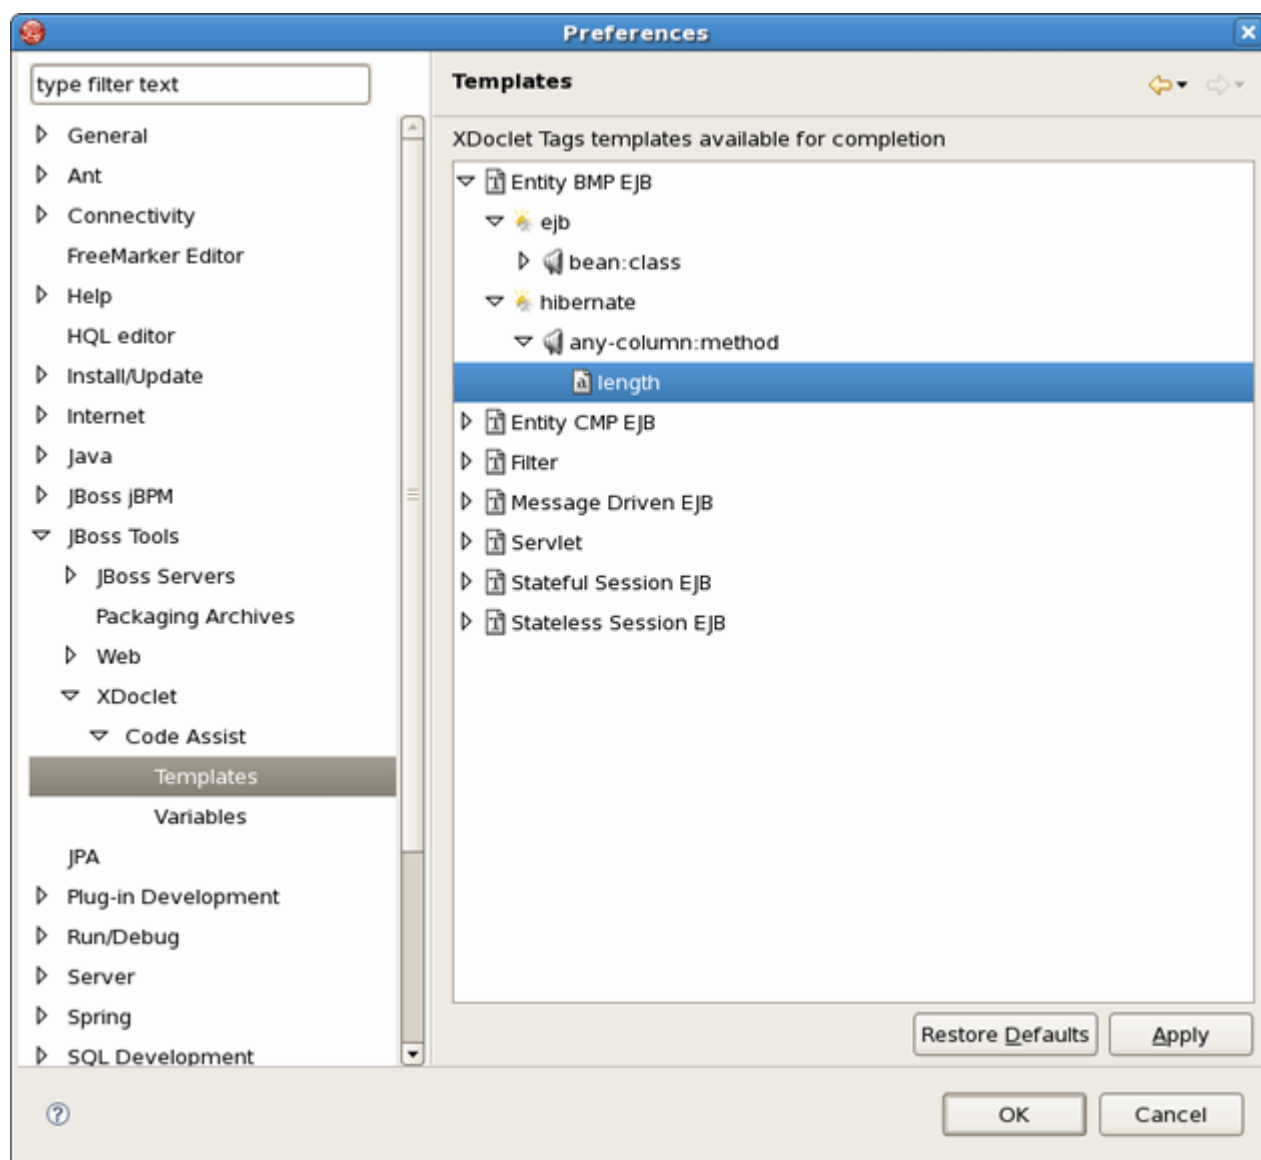 Preferences
type filter text
General
Ant
Connectivity
FreeMarker Editor
Help
HQL editor
Install/Update
Internet
Java
JBoss jBPM
JBoss Tools
JBoss Servers
Packaging Archives
Web
XDoclet
Code Assist
Templates
Variables
JPA
Plug-in Development
Run/Debug
Server
Spring
SQL Development
Templates
XDoclet Tags templates available for completion
Entity BMP EJB
ejb
bean:class
hibernate
any-column:method
length
Entity CMP EJB
Filter
Message Driven EJB
Servlet
Stateful Session EJB
Stateless Session EJB
Restore Defaults
Apply
OK
Cancel